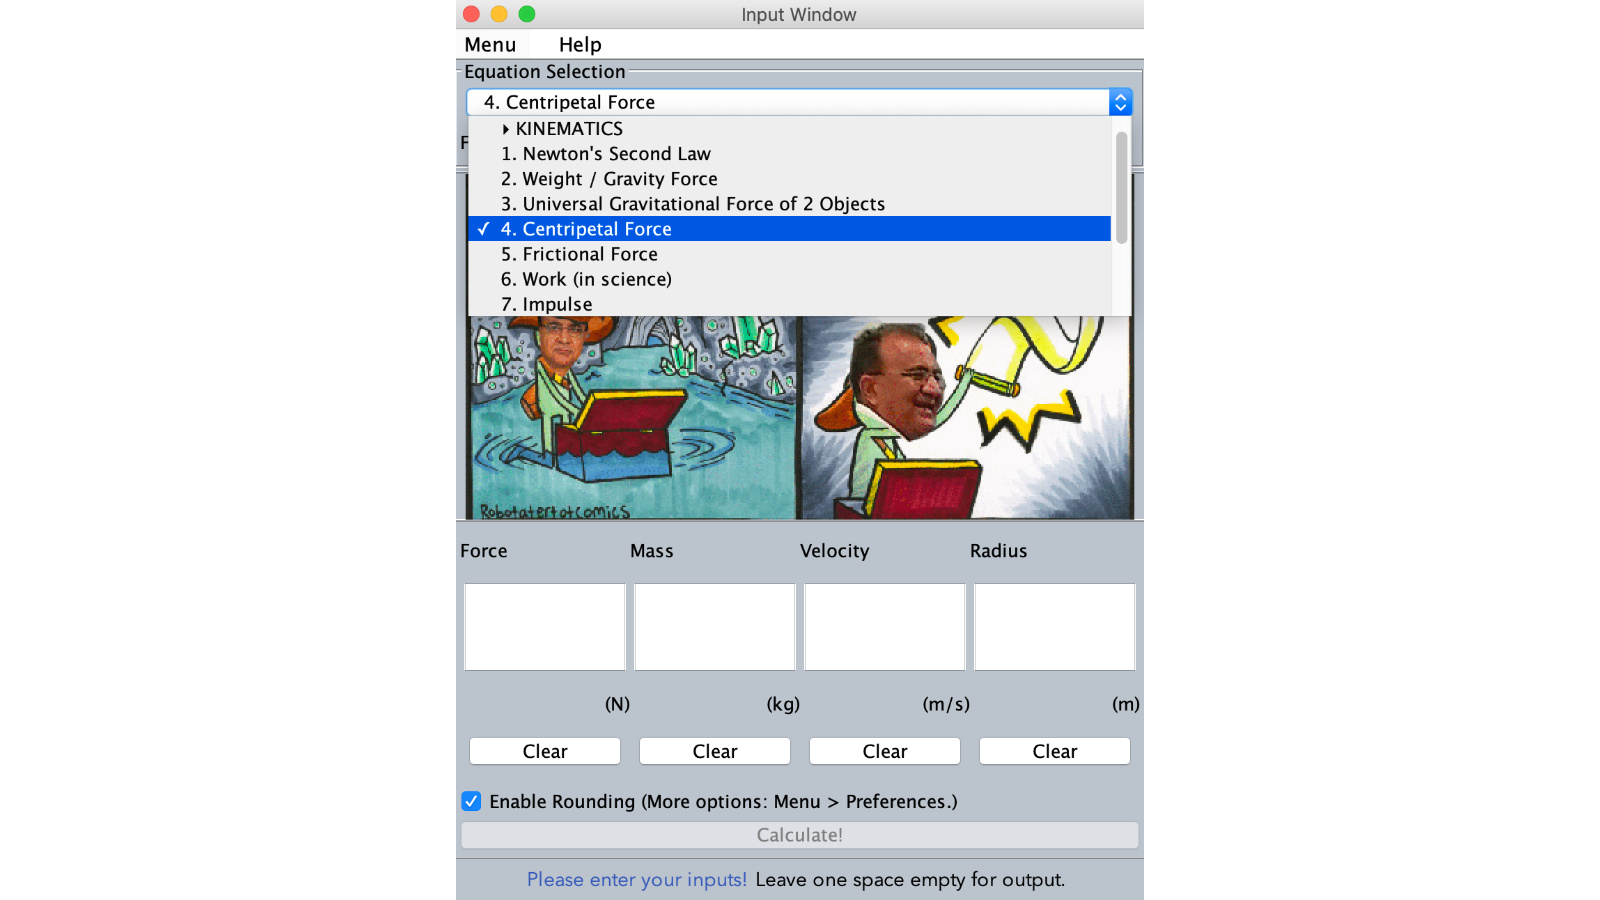 Input Window
Menu Help
Equation Selection
4. Centripetal Force
KINEMATICS
F
1. Newton's Second Law
2. Weight / Gravity Force
3. Universal Gravitational Force of 2 Objects
✓ 4. Centripetal Force
5. Frictional Force
6. Work (in science)
7. Impulse
Robotatertotcomics
Force Mass Velocity Radius
(N) (kg) (m/s) (m)
Clear Clear Clear Clear
Enable Rounding (More options: Menu > Preferences.)
Calculate!
Please enter your inputs! Leave one space empty for output.